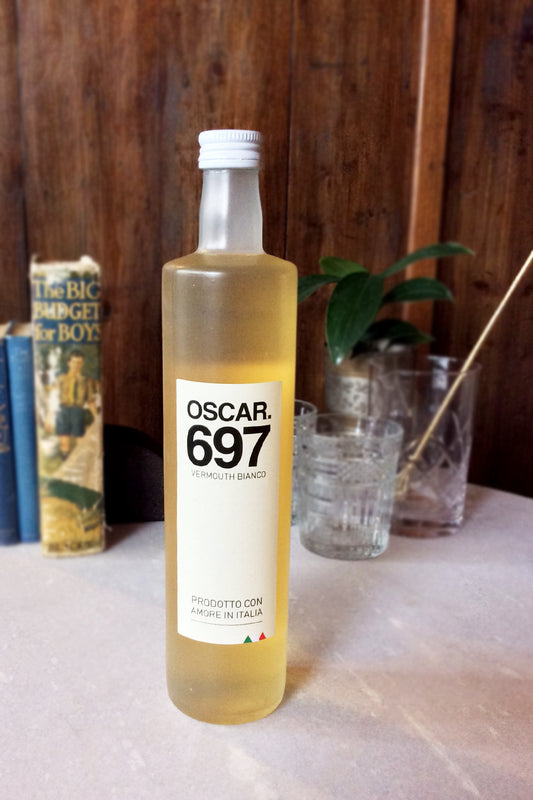 The BIG
BUDGET
for BOYS
OSCAR.
697
VERMOUTH BIANCO
PRODOTTO CON
AMORE IN ITALIA